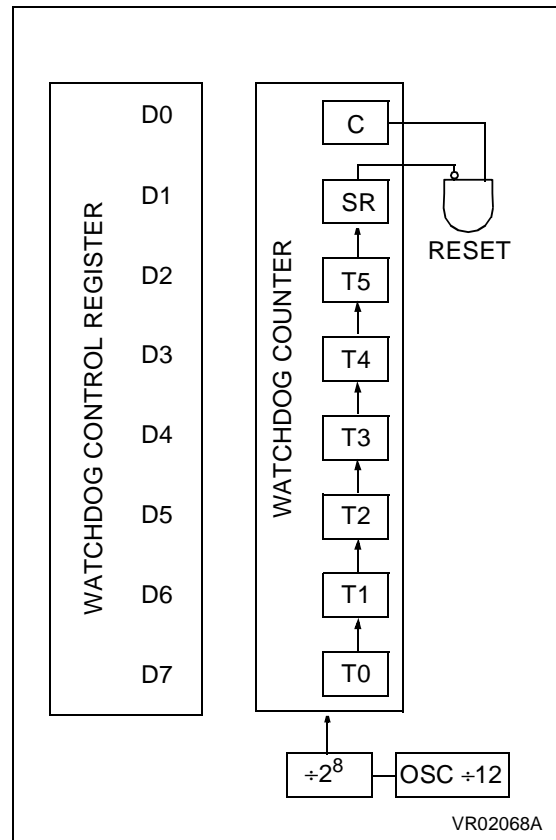 WATCHDOG CONTROL REGISTER
D0
D1
D2
D3
D4
D5
D6
D7
WATCHDOG COUNTER
C
SR
T5
T4
T3
T2
T1
T0
RESET
÷2⁸
OSC ÷12
VR02068A